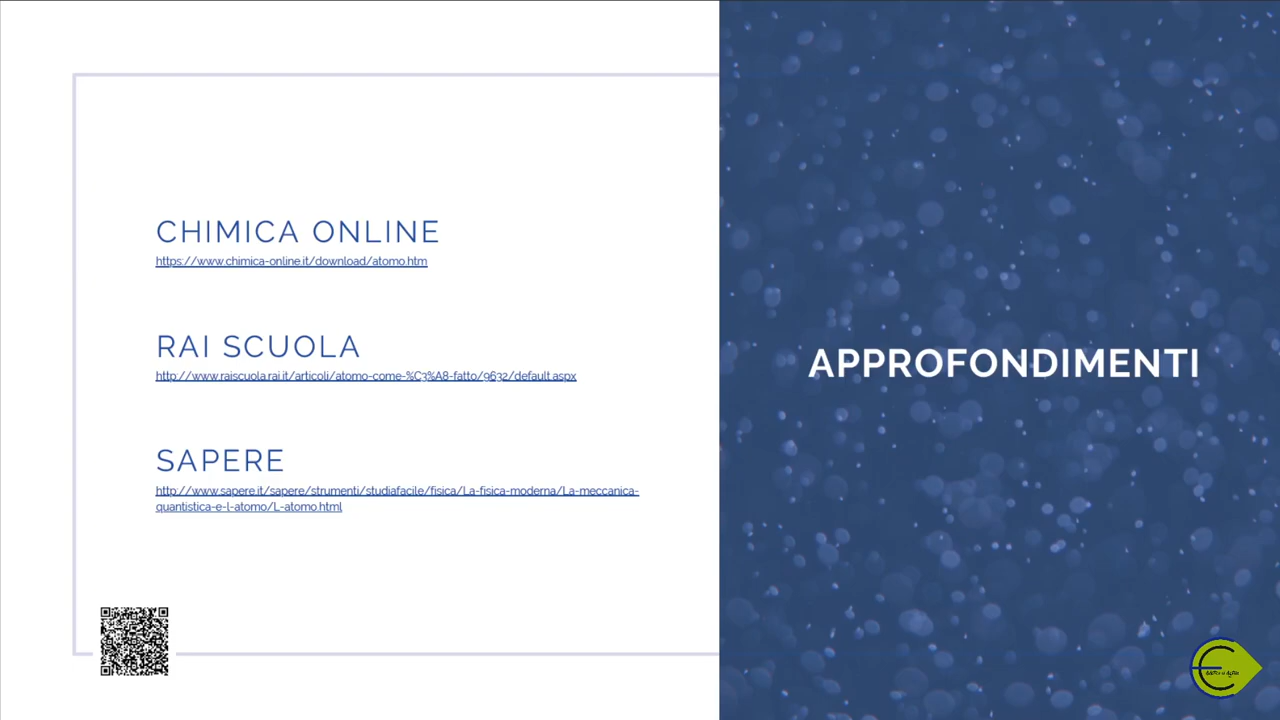 CHIMICA ONLINE
https://www.chimica-online.it/download/atomo.htm
RAI SCUOLA
http://www.raiscuola.rai.it/articoli/atomo-come-%C3%A8-fatto/9632/default.aspx
SAPERE
http://www.sapere.it/sapere/strumenti/studiafacile/fisica/La-fisica-moderna/La-meccanica-
quantistica-e-l-atomo/L-atomo.html
APPROFONDIMENTI